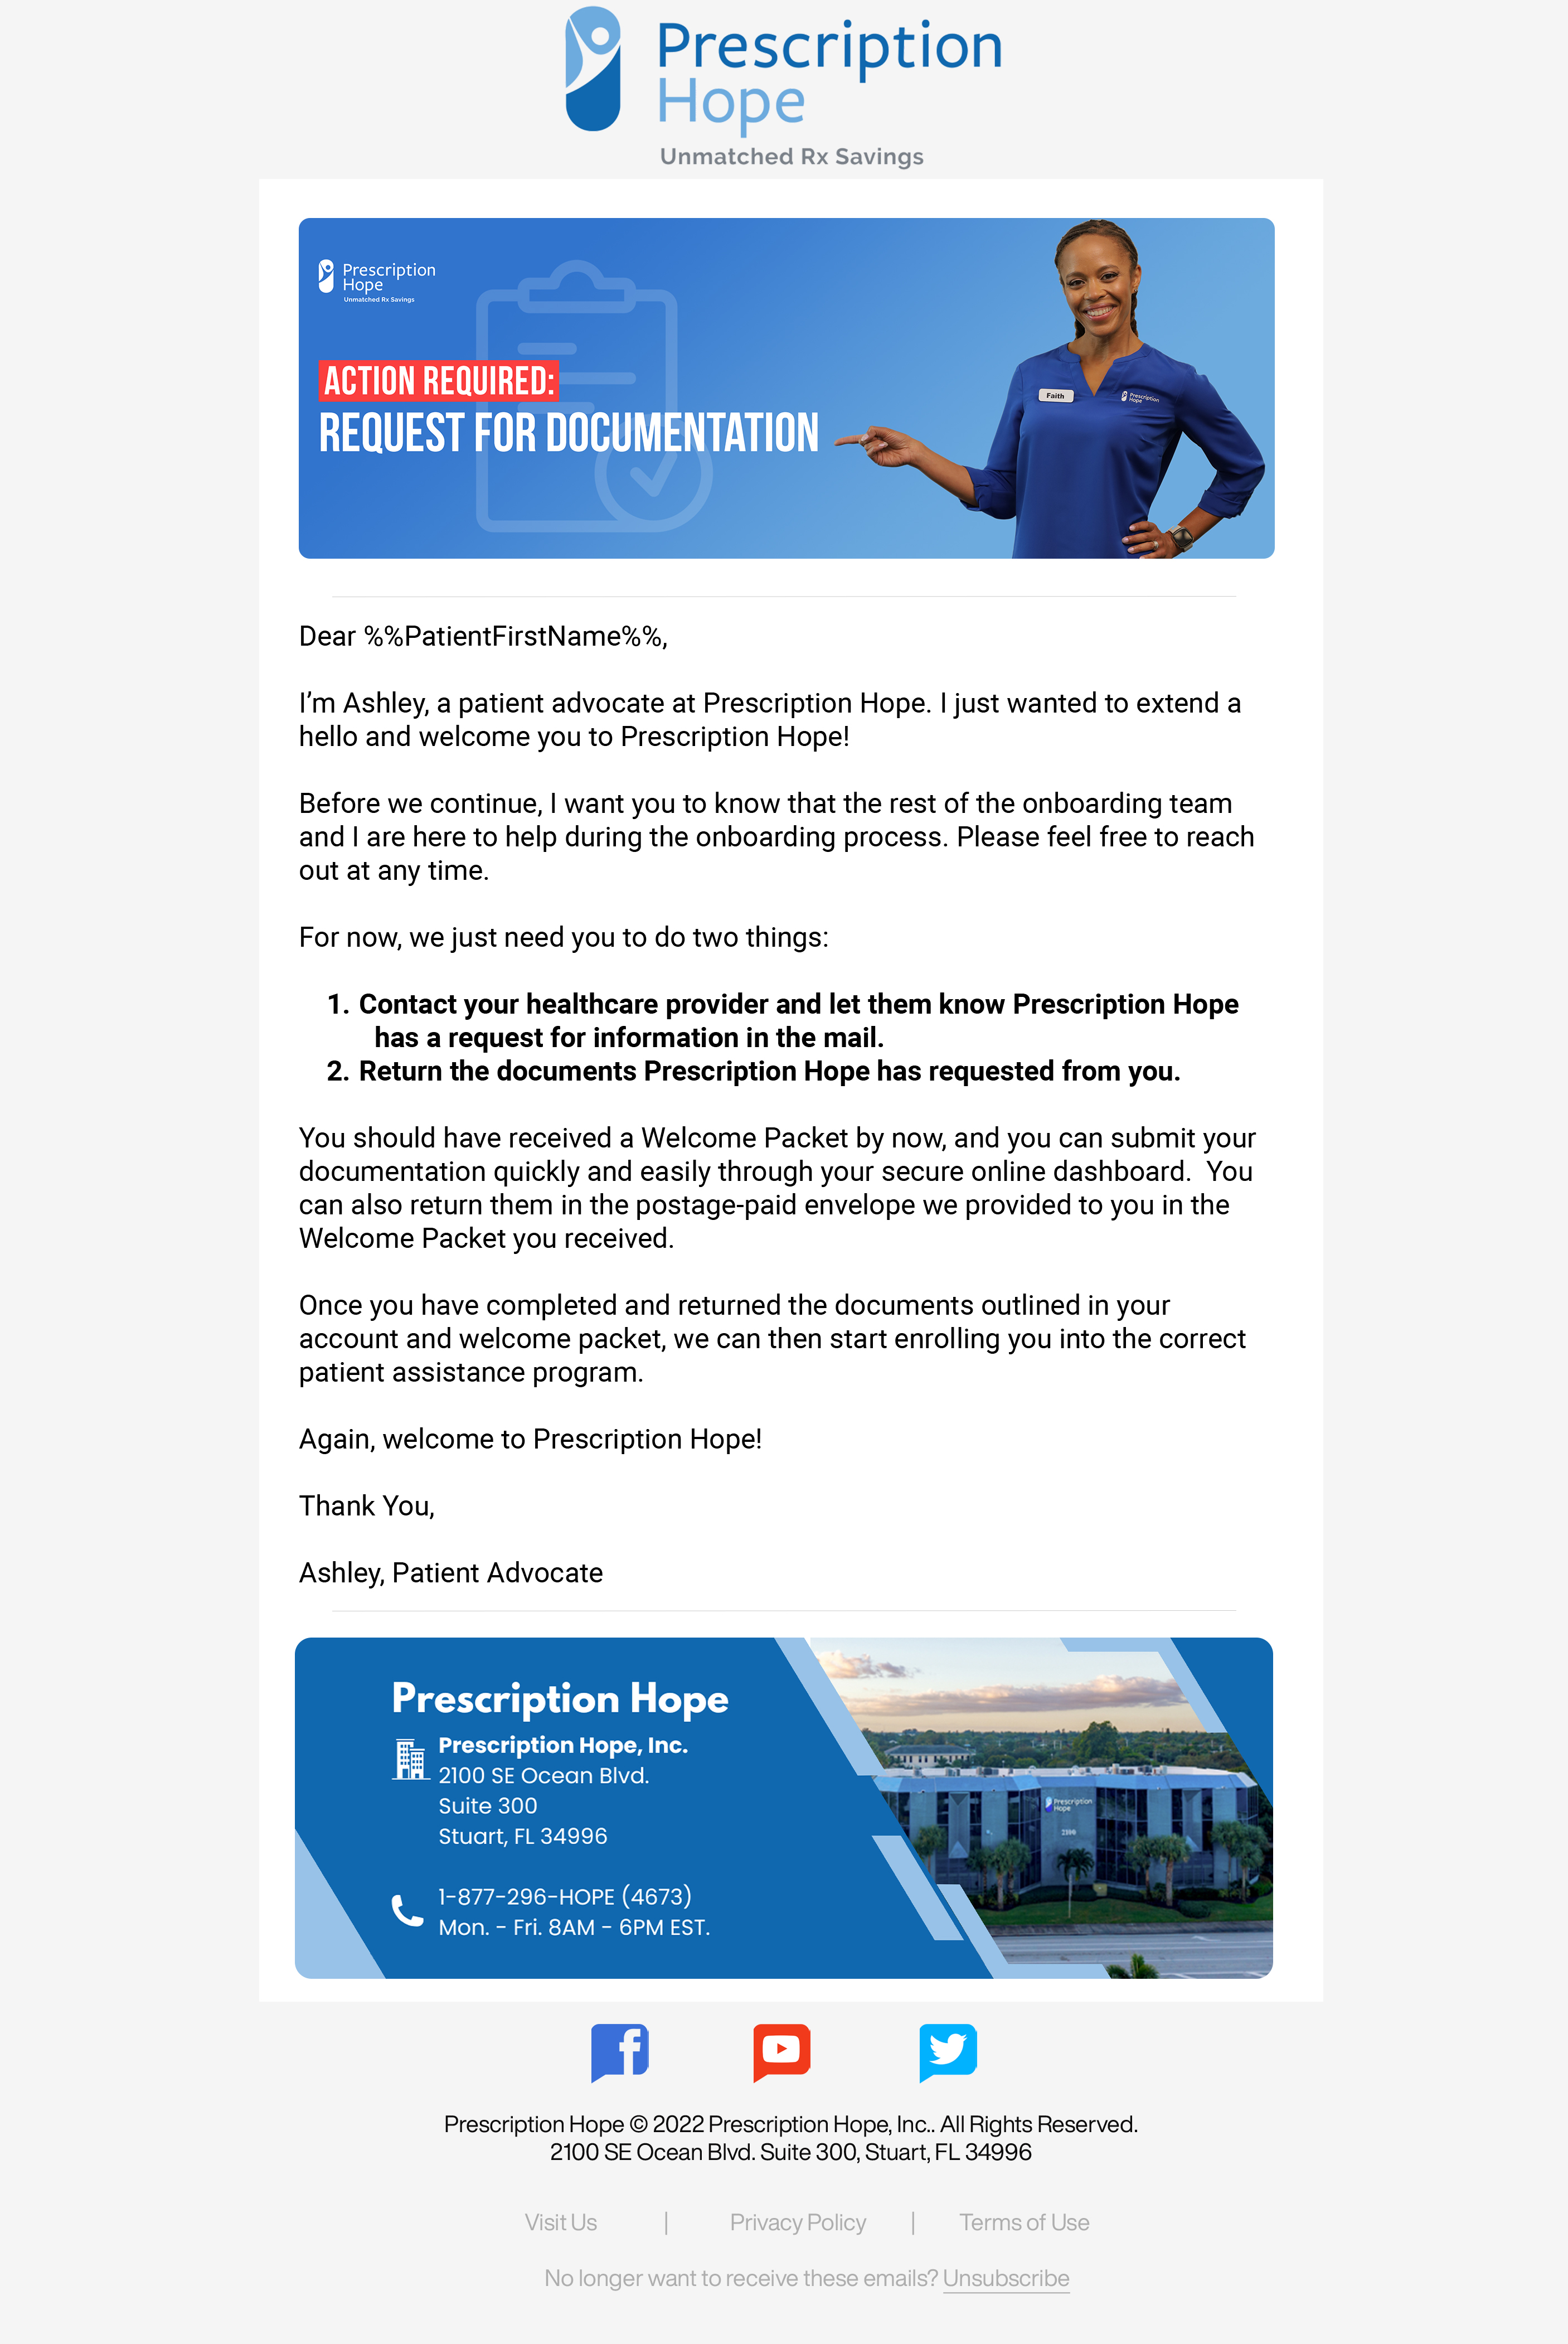 Prescription
Hope
Unmatched Rx Savings
Prescription
Hope
Unmatched Rx Savings
ACTION REQUIRED:
REQUEST FOR DOCUMENTATION
Faith
Prescription
Hope
Dear %%PatientFirstName%%,
I’m Ashley, a patient advocate at Prescription Hope. I just wanted to extend a
hello and welcome you to Prescription Hope!
Before we continue, I want you to know that the rest of the onboarding team
and I are here to help during the onboarding process. Please feel free to reach
out at any time.
For now, we just need you to do two things:
1. Contact your healthcare provider and let them know Prescription Hope
has a request for information in the mail.
2. Return the documents Prescription Hope has requested from you.
You should have received a Welcome Packet by now, and you can submit your
documentation quickly and easily through your secure online dashboard.  You
can also return them in the postage-paid envelope we provided to you in the
Welcome Packet you received.
Once you have completed and returned the documents outlined in your
account and welcome packet, we can then start enrolling you into the correct
patient assistance program.
Again, welcome to Prescription Hope!
Thank You,
Ashley, Patient Advocate
Prescription Hope
Prescription Hope, Inc.
2100 SE Ocean Blvd.
Suite 300
Stuart, FL 34996
1-877-296-HOPE (4673)
Mon. - Fri. 8AM - 6PM EST.
Prescription
Hope
2100
Prescription Hope © 2022 Prescription Hope, Inc.. All Rights Reserved.
2100 SE Ocean Blvd. Suite 300, Stuart, FL 34996
Visit Us | Privacy Policy | Terms of Use
No longer want to receive these emails? Unsubscribe